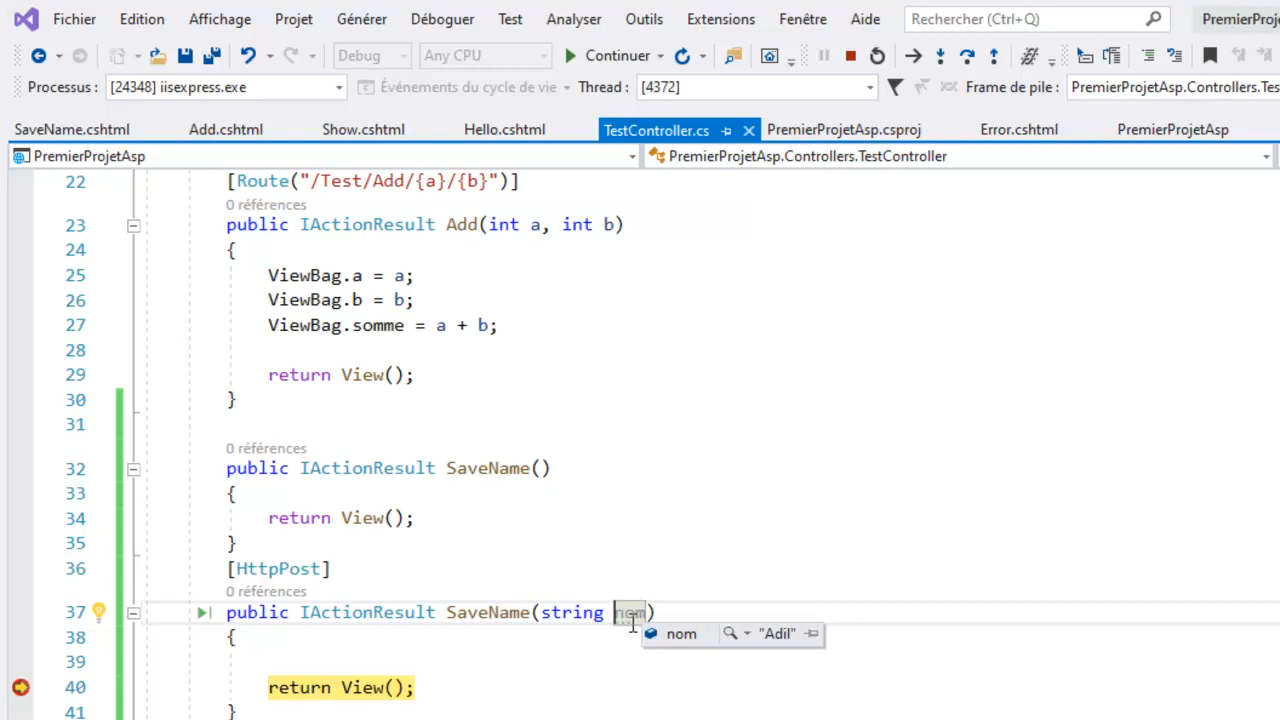 Fichier Edition Affichage Projet Générer Déboguer Test Analyser Outils Extensions Fenêtre Aide Rechercher (Ctrl+Q) PremierProje
Debug Any CPU Continuer
Processus : [24348] iisexpress.exe Événements du cycle de vie Thread : [4372] Frame de pile : PremierProjetAsp.Controllers.Tes
SaveName.cshtml Add.cshtml Show.cshtml Hello.cshtml TestController.cs PremierProjetAsp.csproj Error.cshtml PremierProjetAsp
PremierProjetAsp PremierProjetAsp.Controllers.TestController
22 [Route("/Test/Add/{a}/{b}")]
0 références
23 public IActionResult Add(int a, int b)
24 {
25 ViewBag.a = a;
26 ViewBag.b = b;
27 ViewBag.somme = a + b;
28
29 return View();
30 }
31
0 références
32 public IActionResult SaveName()
33 {
34 return View();
35 }
36 [HttpPost]
0 références
37 public IActionResult SaveName(string nom)
nom "Adil"
38 {
39
40 return View();
41 }